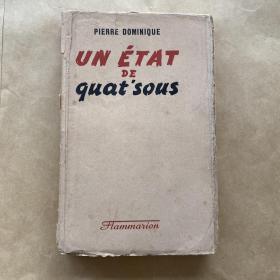 PIERRE DOMINIQUE
UN ÉTAT
DE
quat'sous
Flammarion